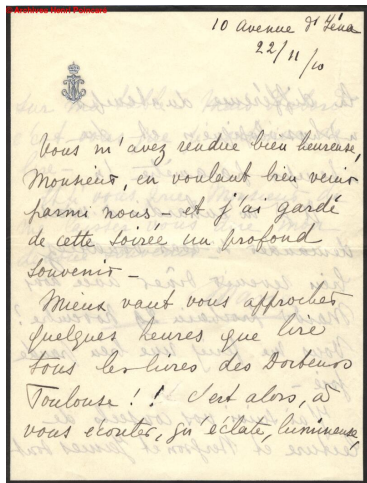 © Archives Henri Poincaré
10 Avenue d'Iéna
22/11/10
Vous m'avez rendue bien heureuse,
Monsieur, en voulant bien venir
parmi nous – et j'ai gardé
de cette soirée un profond
souvenir –
Mieux vaut vous approcher
quelques heures que lire
tous les livres des Docteurs
Toulouse !! C'est alors, à
vous écouter, qu'éclate, lumineuse,